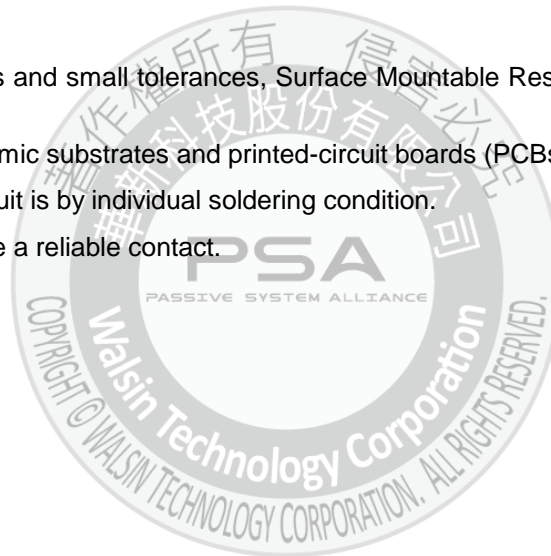 s and small tolerances, Surface Mountable Res
mic substrates and printed-circuit boards (PCBs
uit is by individual soldering condition.
e a reliable contact.
著作權所有 侵害必究
華新科技股份有限公司
PSA
PASSIVE SYSTEM ALLIANCE
Walsin Technology Corporation
COPYRIGHT © WALSIN TECHNOLOGY CORPORATION. ALL RIGHTS RESERVED.